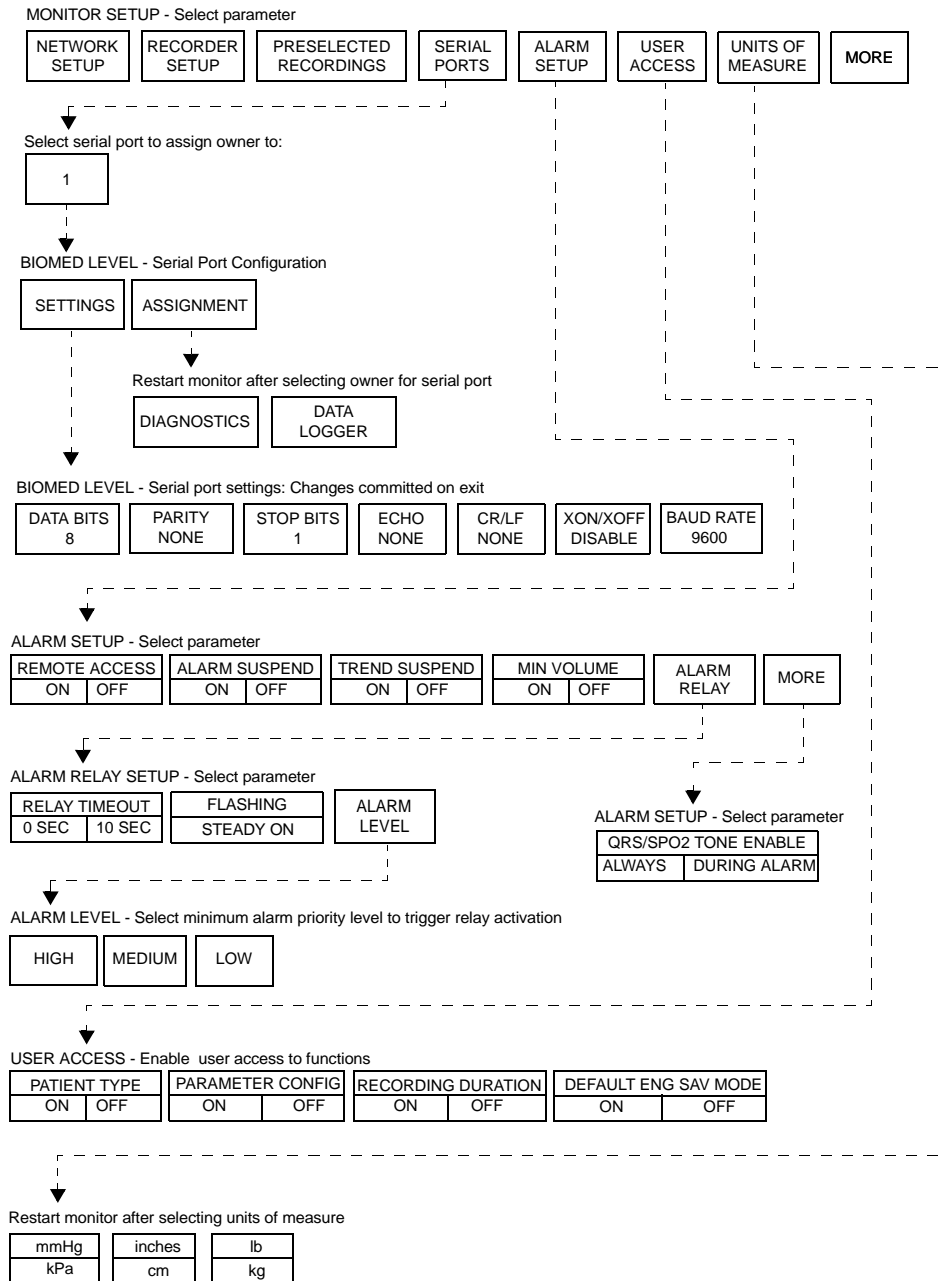 MONITOR SETUP - Select parameter
NETWORK SETUP
RECORDER SETUP
PRESELECTED RECORDINGS
SERIAL PORTS
ALARM SETUP
USER ACCESS
UNITS OF MEASURE
MORE
Select serial port to assign owner to:
1
BIOMED LEVEL - Serial Port Configuration
SETTINGS
ASSIGNMENT
Restart monitor after selecting owner for serial port
DIAGNOSTICS
DATA LOGGER
BIOMED LEVEL - Serial port settings: Changes committed on exit
DATA BITS 8
PARITY NONE
STOP BITS 1
ECHO NONE
CR/LF NONE
XON/XOFF DISABLE
BAUD RATE 9600
ALARM SETUP - Select parameter
REMOTE ACCESS ON OFF
ALARM SUSPEND ON OFF
TREND SUSPEND ON OFF
MIN VOLUME ON OFF
ALARM RELAY
MORE
ALARM RELAY SETUP - Select parameter
RELAY TIMEOUT 0 SEC 10 SEC
FLASHING STEADY ON
ALARM LEVEL
ALARM SETUP - Select parameter
QRS/SPO2 TONE ENABLE
ALWAYS DURING ALARM
ALARM LEVEL - Select minimum alarm priority level to trigger relay activation
HIGH
MEDIUM
LOW
USER ACCESS - Enable user access to functions
PATIENT TYPE ON OFF
PARAMETER CONFIG ON OFF
RECORDING DURATION ON OFF
DEFAULT ENG SAV MODE ON OFF
Restart monitor after selecting units of measure
mmHg kPa
inches cm
lb kg